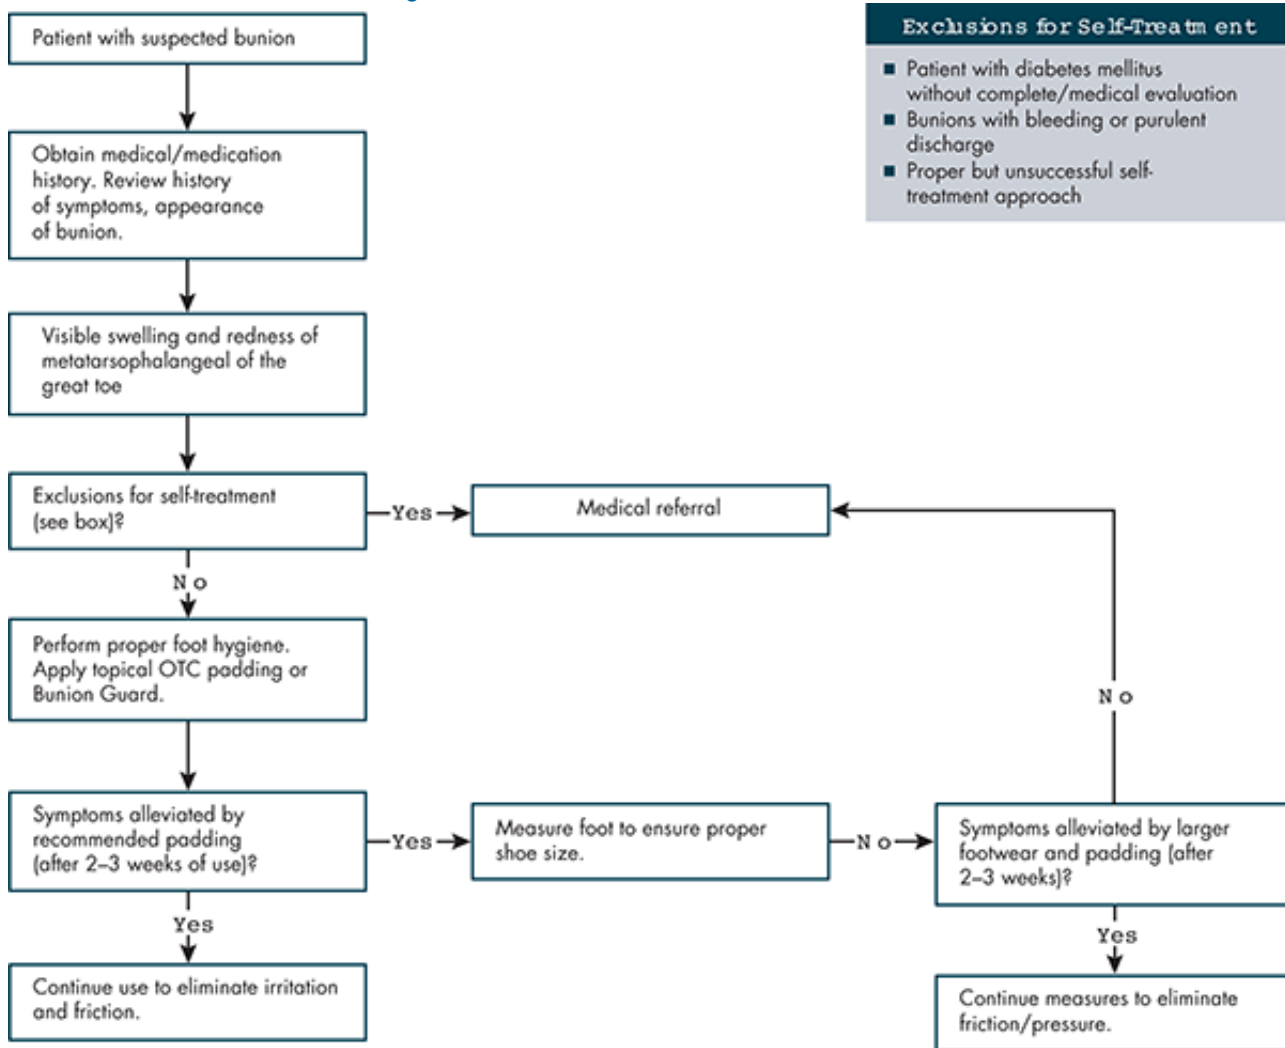 Patient with suspected bunion
Exclusions for Self-Treatment
■ Patient with diabetes mellitus
without complete/medical evaluation
■ Bunions with bleeding or purulent
discharge
■ Proper but unsuccessful self-
treatment approach
Obtain medical/medication
history. Review history
of symptoms, appearance
of bunion.
Visible swelling and redness of
metatarsophalangeal of the
great toe
Exclusions for self-treatment
(see box)?
Yes
Medical referral
No
Perform proper foot hygiene.
Apply topical OTC padding or
Bunion Guard.
No
Symptoms alleviated by
recommended padding
(after 2–3 weeks of use)?
Yes
Measure foot to ensure proper
shoe size.
No
Symptoms alleviated by larger
footwear and padding (after
2–3 weeks)?
Yes
Yes
Continue use to eliminate irritation
and friction.
Continue measures to eliminate
friction/pressure.